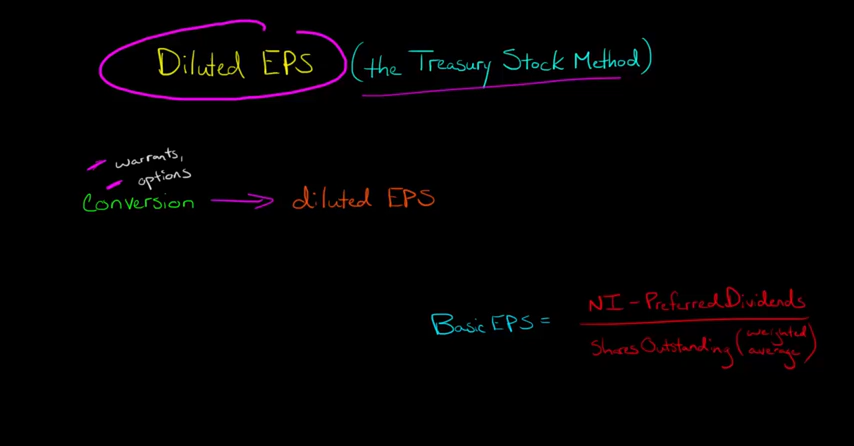 Diluted EPS (the Treasury Stock Method)
warrants,
options
Conversion → diluted EPS
NI - Preferred Dividends
Basic EPS =
Shares Outstanding (weighted average)